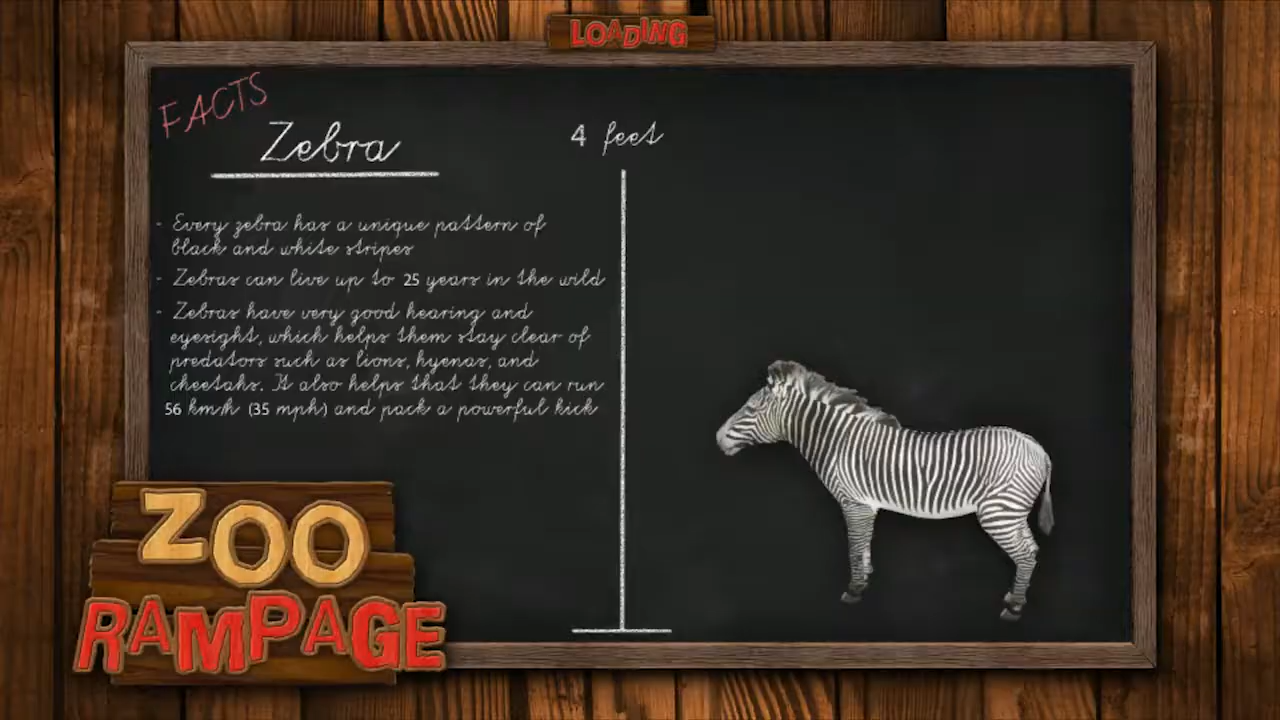 LOADING
FACTS
Zebra
4 feet
- Every zebra has a unique pattern of
black and white stripes
- Zebras can live up to 25 years in the wild
- Zebras have very good hearing and
eyesight, which helps them stay clear of
predators such as lions, hyenas, and
cheetahs. It also helps that they can run
56 km/h (35 mph) and pack a powerful kick
ZOO
RAMPAGE